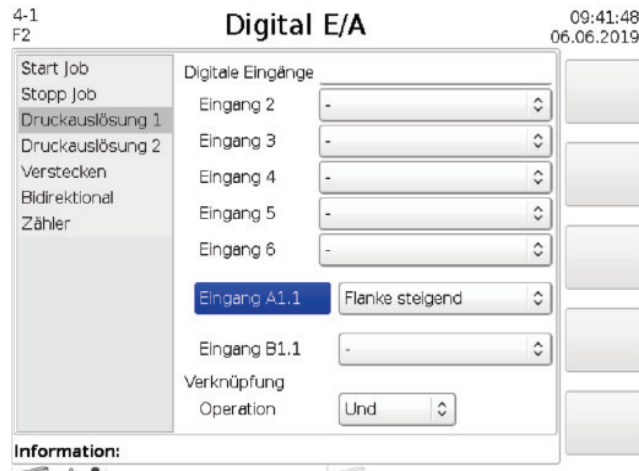 4-1
F2
Digital E/A
09:41:48
06.06.2019
Start Job
Stopp Job
Druckauslösung 1
Druckauslösung 2
Verstecken
Bidirektional
Zähler
Digitale Eingänge
Eingang 2 -
Eingang 3 -
Eingang 4 -
Eingang 5 -
Eingang 6 -
Eingang A1.1 Flanke steigend
Eingang B1.1 -
Verknüpfung
Operation Und
Information: